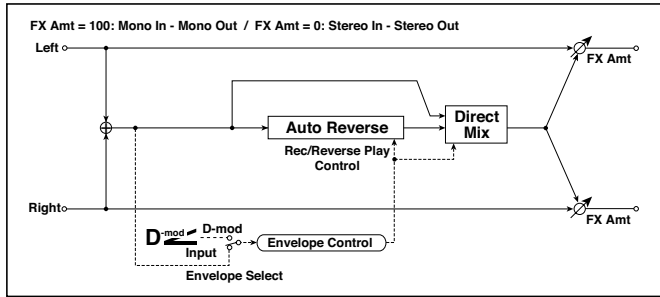 FX Amt = 100: Mono In - Mono Out / FX Amt = 0: Stereo In - Stereo Out
Left
FX Amt
Auto Reverse
Direct
Mix
Rec/Reverse Play
Control
Right
FX Amt
D-mod
D-mod
Input
Envelope Control
Envelope Select